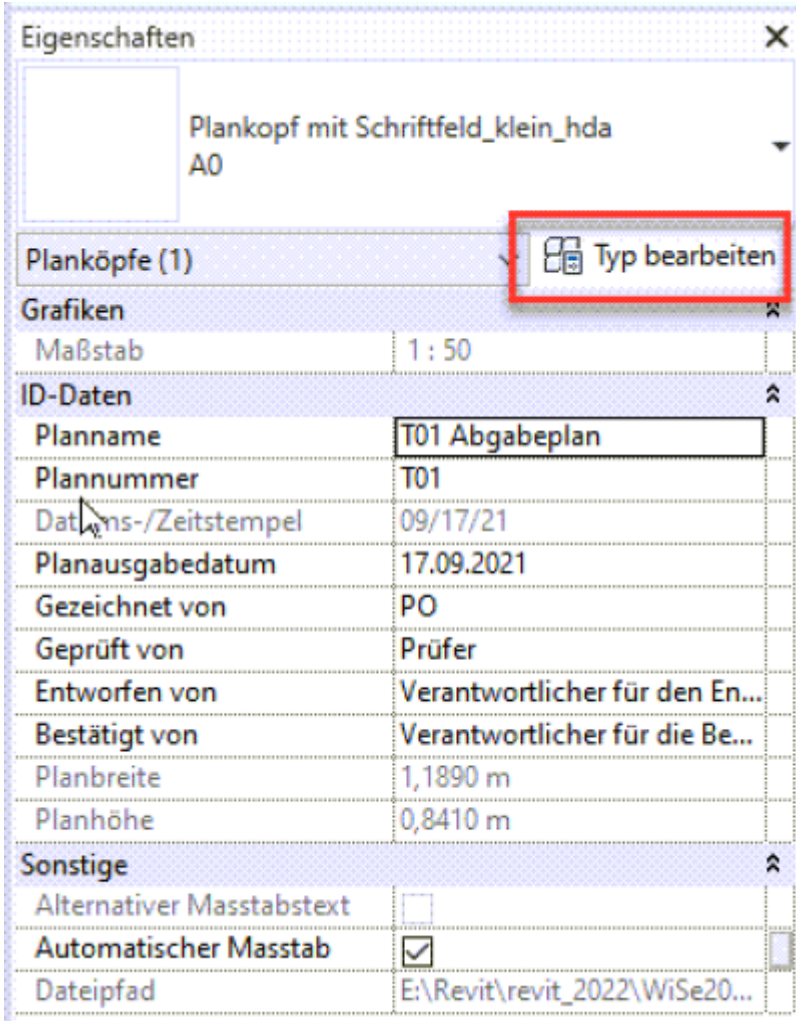 Eigenschaften
Plankopf mit Schriftfeld_klein_hda
A0
Planköpfe (1) Typ bearbeiten
Grafiken
Maßstab 1 : 50
ID-Daten
Planname T01 Abgabeplan
Plannummer T01
Datums-/Zeitstempel 09/17/21
Planausgabedatum 17.09.2021
Gezeichnet von PO
Geprüft von Prüfer
Entworfen von Verantwortlicher für den En...
Bestätigt von Verantwortlicher für die Be...
Planbreite 1,1890 m
Planhöhe 0,8410 m
Sonstige
Alternativer Masstabstext
Automatischer Masstab
Dateipfad E:\Revit\revit_2022\WiSe20...